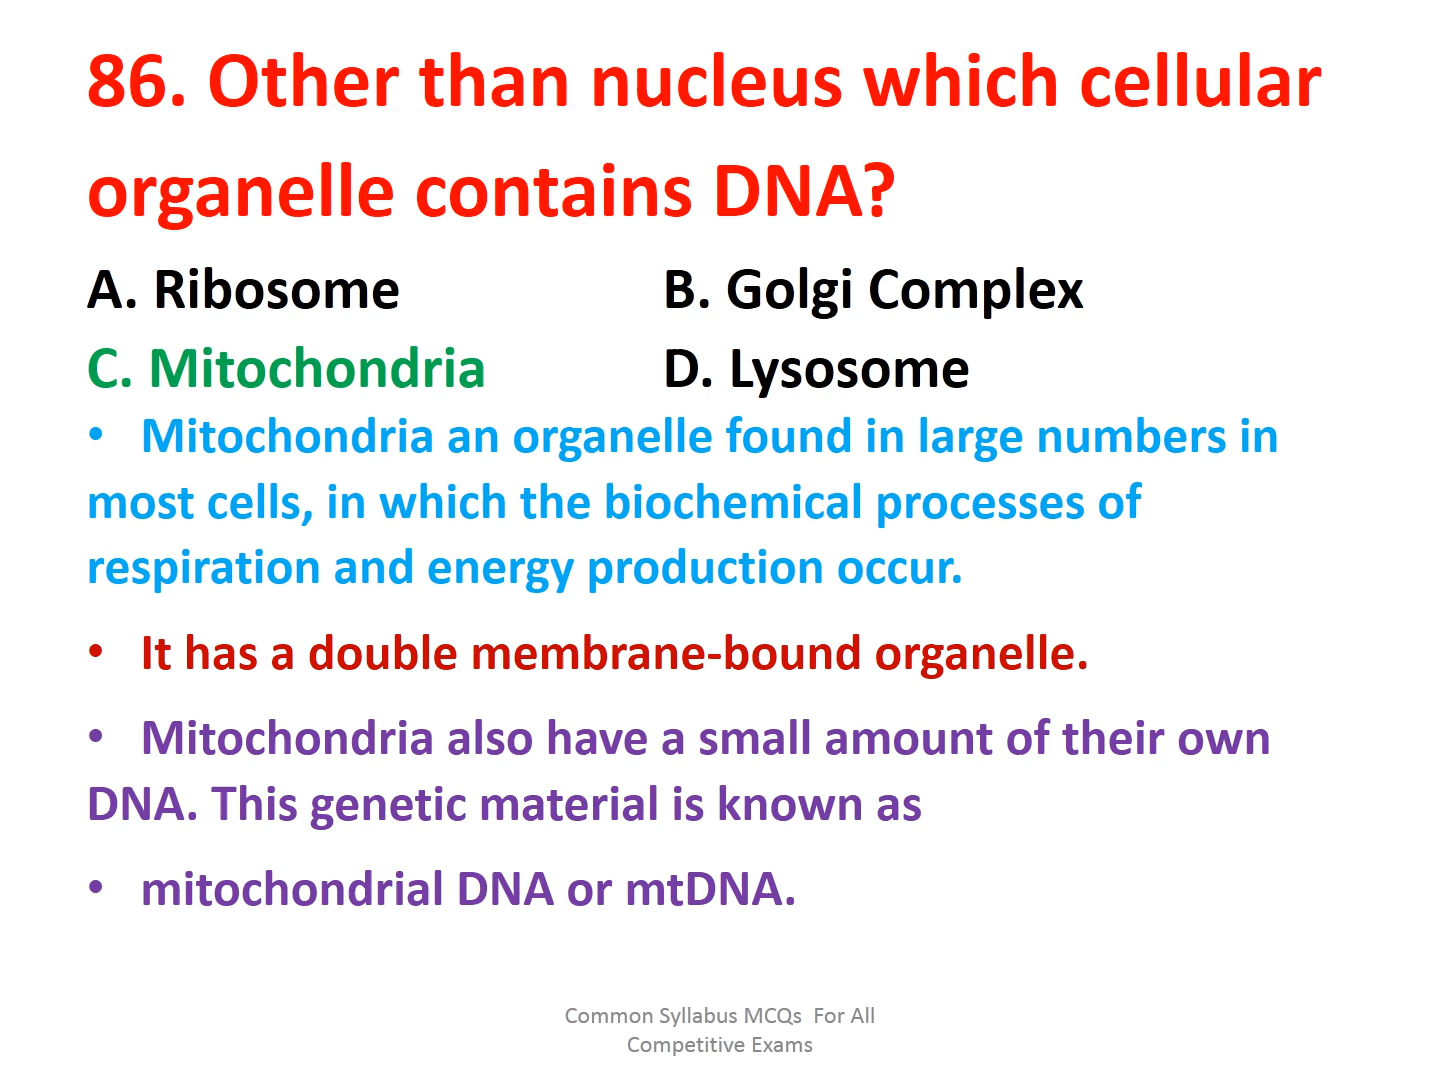 86. Other than nucleus which cellular
organelle contains DNA?
A. Ribosome B. Golgi Complex
C. Mitochondria D. Lysosome
• Mitochondria an organelle found in large numbers in
most cells, in which the biochemical processes of
respiration and energy production occur.
• It has a double membrane-bound organelle.
• Mitochondria also have a small amount of their own
DNA. This genetic material is known as
• mitochondrial DNA or mtDNA.
Common Syllabus MCQs For All
Competitive Exams